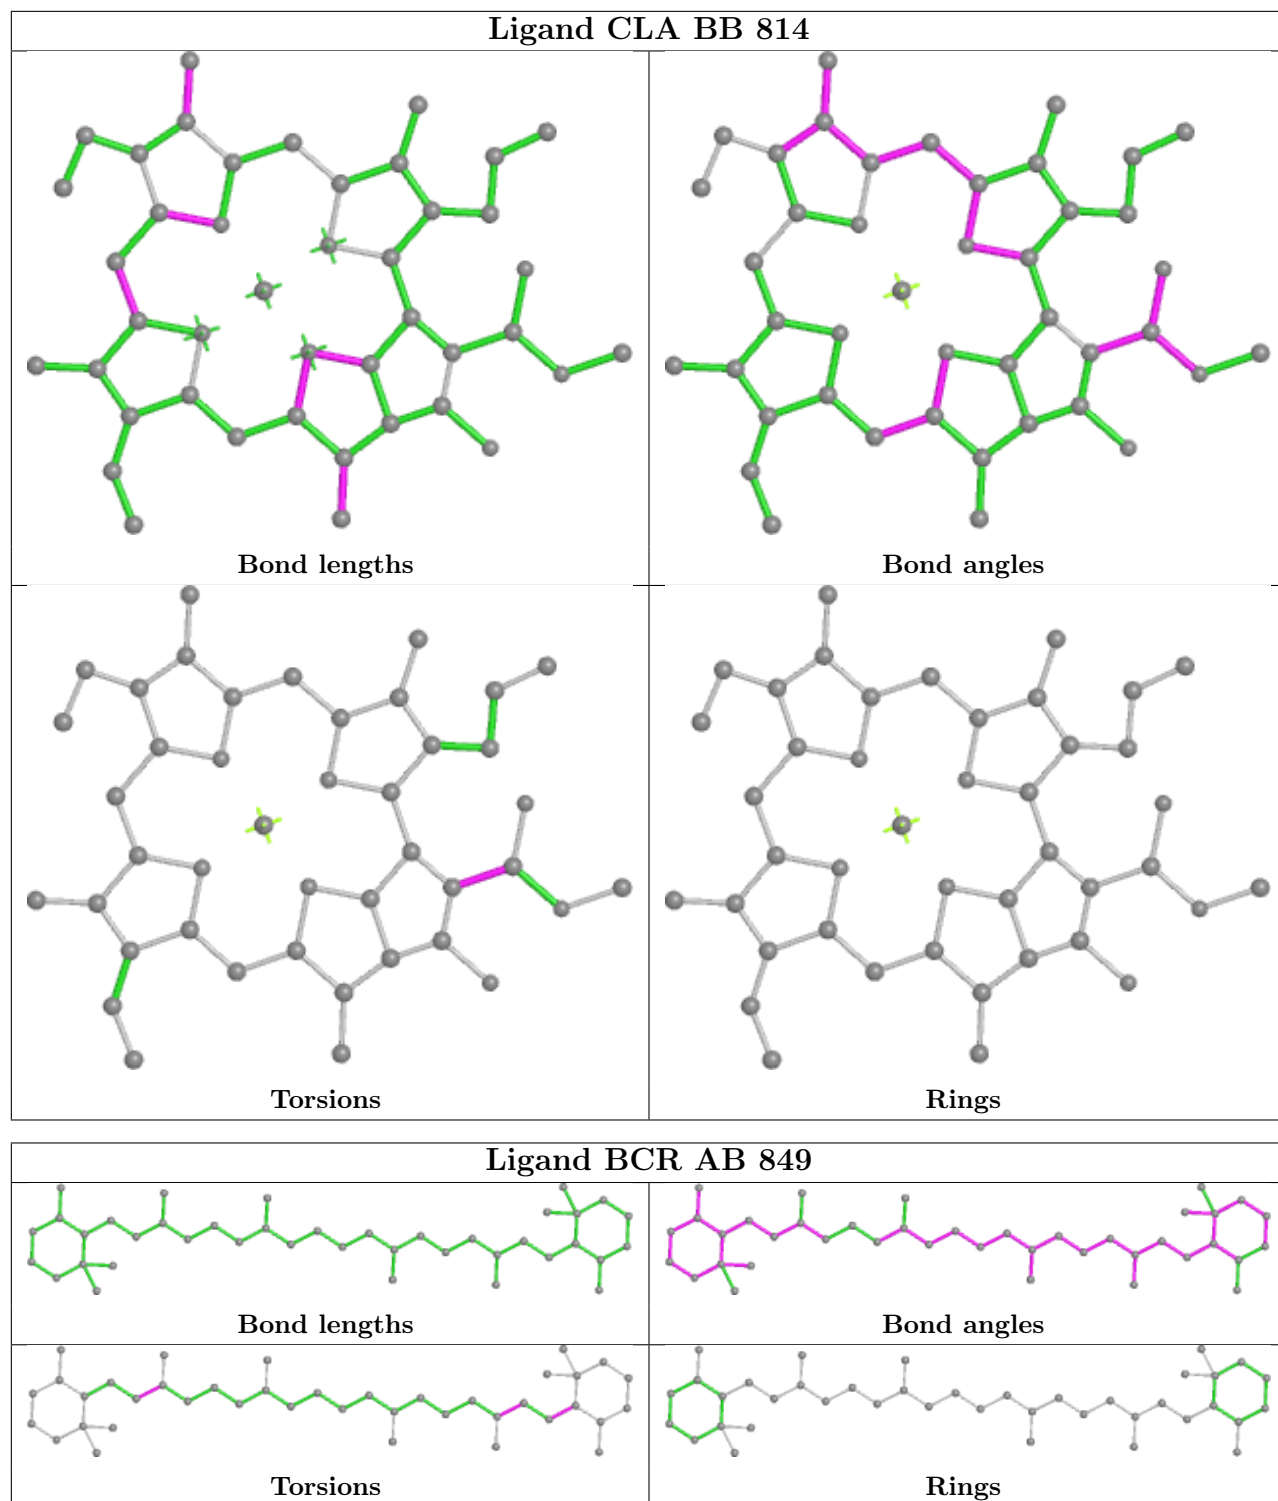 Ligand CLA BB 814
Bond lengths
Bond angles
Torsions
Rings
Ligand BCR AB 849
Bond lengths
Bond angles
Torsions
Rings